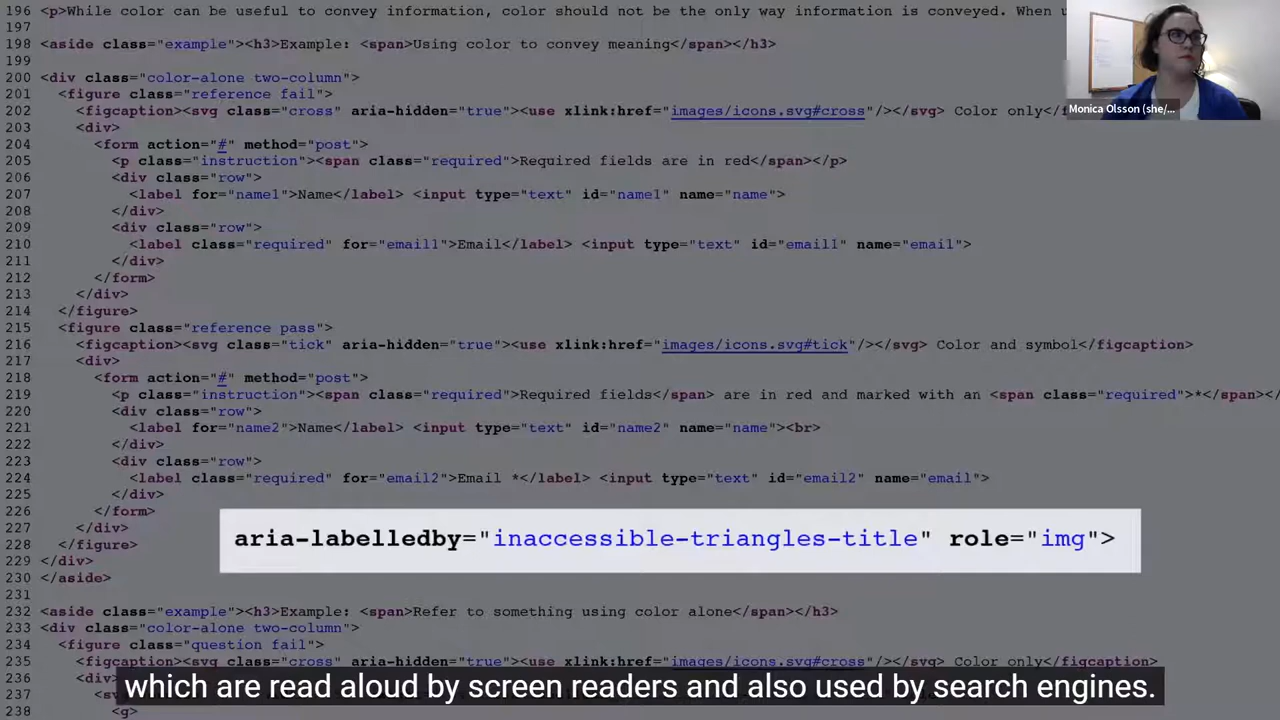 196 <p>While color can be useful to convey information, color should not be the only way information is conveyed. When u
197
198 <aside class="example"><h3>Example: <span>Using color to convey meaning</span></h3>
199
200 <div class="color-alone two-column">
201 <figure class="reference fail">
202 <figcaption><svg class="cross" aria-hidden="true"><use xlink:href="images/icons.svg#cross"/></svg> Color only</f
203 <div>
204 <form action="#" method="post">
205 <p class="instruction"><span class="required">Required fields are in red</span></p>
206 <div class="row">
207 <label for="name1">Name</label> <input type="text" id="name1" name="name">
208 </div>
209 <div class="row">
210 <label class="required" for="email1">Email</label> <input type="text" id="email1" name="email">
211 </div>
212 </form>
213 </div>
214 </figure>
215 <figure class="reference pass">
216 <figcaption><svg class="tick" aria-hidden="true"><use xlink:href="images/icons.svg#tick"/></svg> Color and symbol</figcaption>
217 <div>
218 <form action="#" method="post">
219 <p class="instruction"><span class="required">Required fields</span> are in red and marked with an <span class="required">*</span></
220 <div class="row">
221 <label for="name2">Name</label> <input type="text" id="name2" name="name"><br>
222 </div>
223 <div class="row">
224 <label class="required" for="email2">Email *</label> <input type="text" id="email2" name="email">
225 </div>
226 </form>
227 </div>
228 </figure>
229 </div>
230 </aside>
231
232 <aside class="example"><h3>Example: <span>Refer to something using color alone</span></h3>
233 <div class="color-alone two-column">
234 <figure class="question fail">
235 <figcaption><svg class="cross" aria-hidden="true"><use xlink:href="images/icons.svg#cross"/></svg> Color only</figcaption>
236 <div>
237 <s
238 <g>
Monica Olsson (she/...
aria-labelledby="inaccessible-triangles-title" role="img">
which are read aloud by screen readers and also used by search engines.